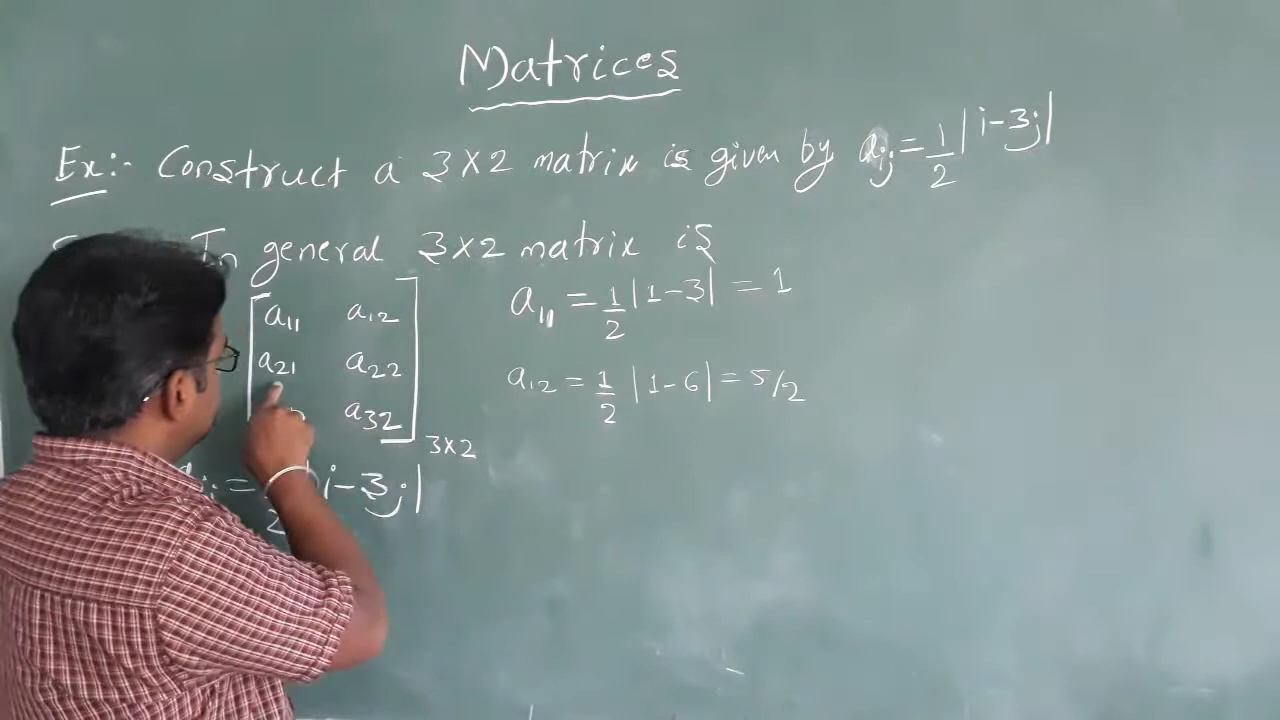 Matrices
Ex:- Construct a 3×2 matrix is given by aij = 1/2 |i-3j|
In general 3×2 matrix is
a11 a12
a21 a22
a32
3×2
= |i-3j|
2
a11 = 1/2 |1-3| = 1
a12 = 1/2 |1-6| = 5/2